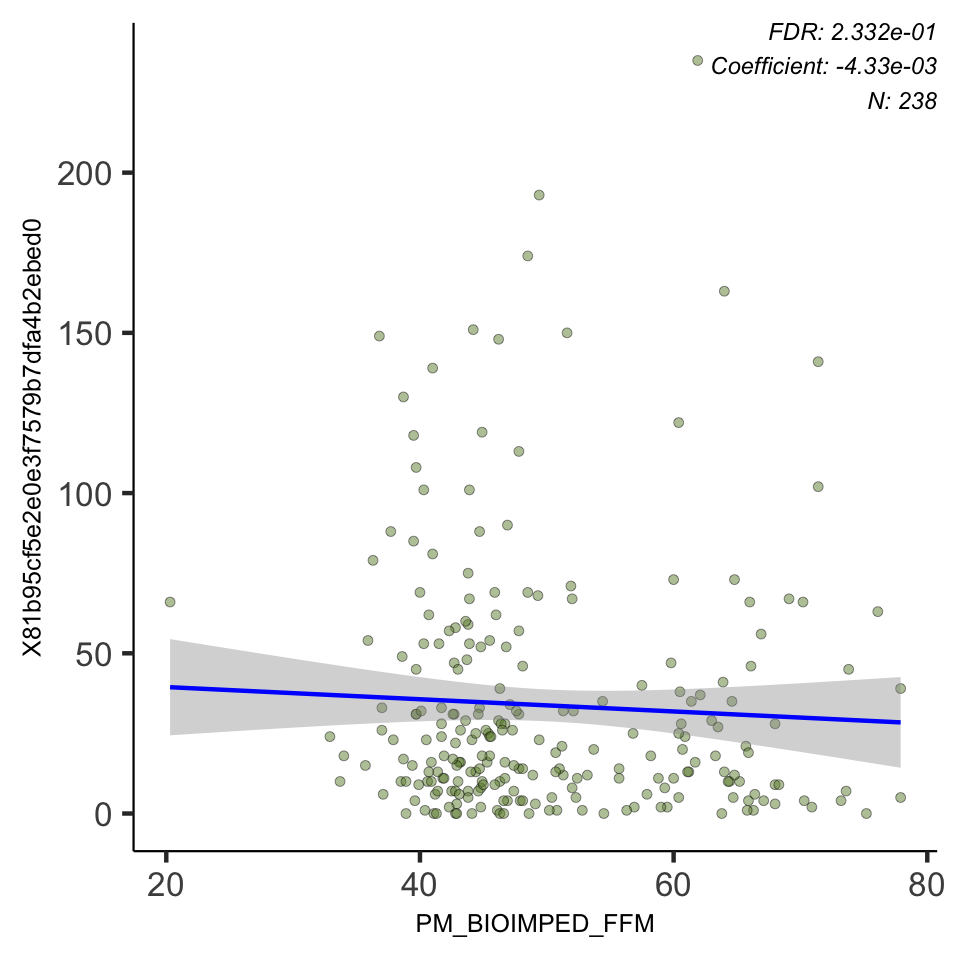 FDR: 2.332e-01
Coefficient: -4.33e-03
N: 238
200
150
100
50
0
X81b95cf5e2e0e3f7579b7dfa4b2ebed0
20 40 60 80
PM_BIOIMPED_FFM